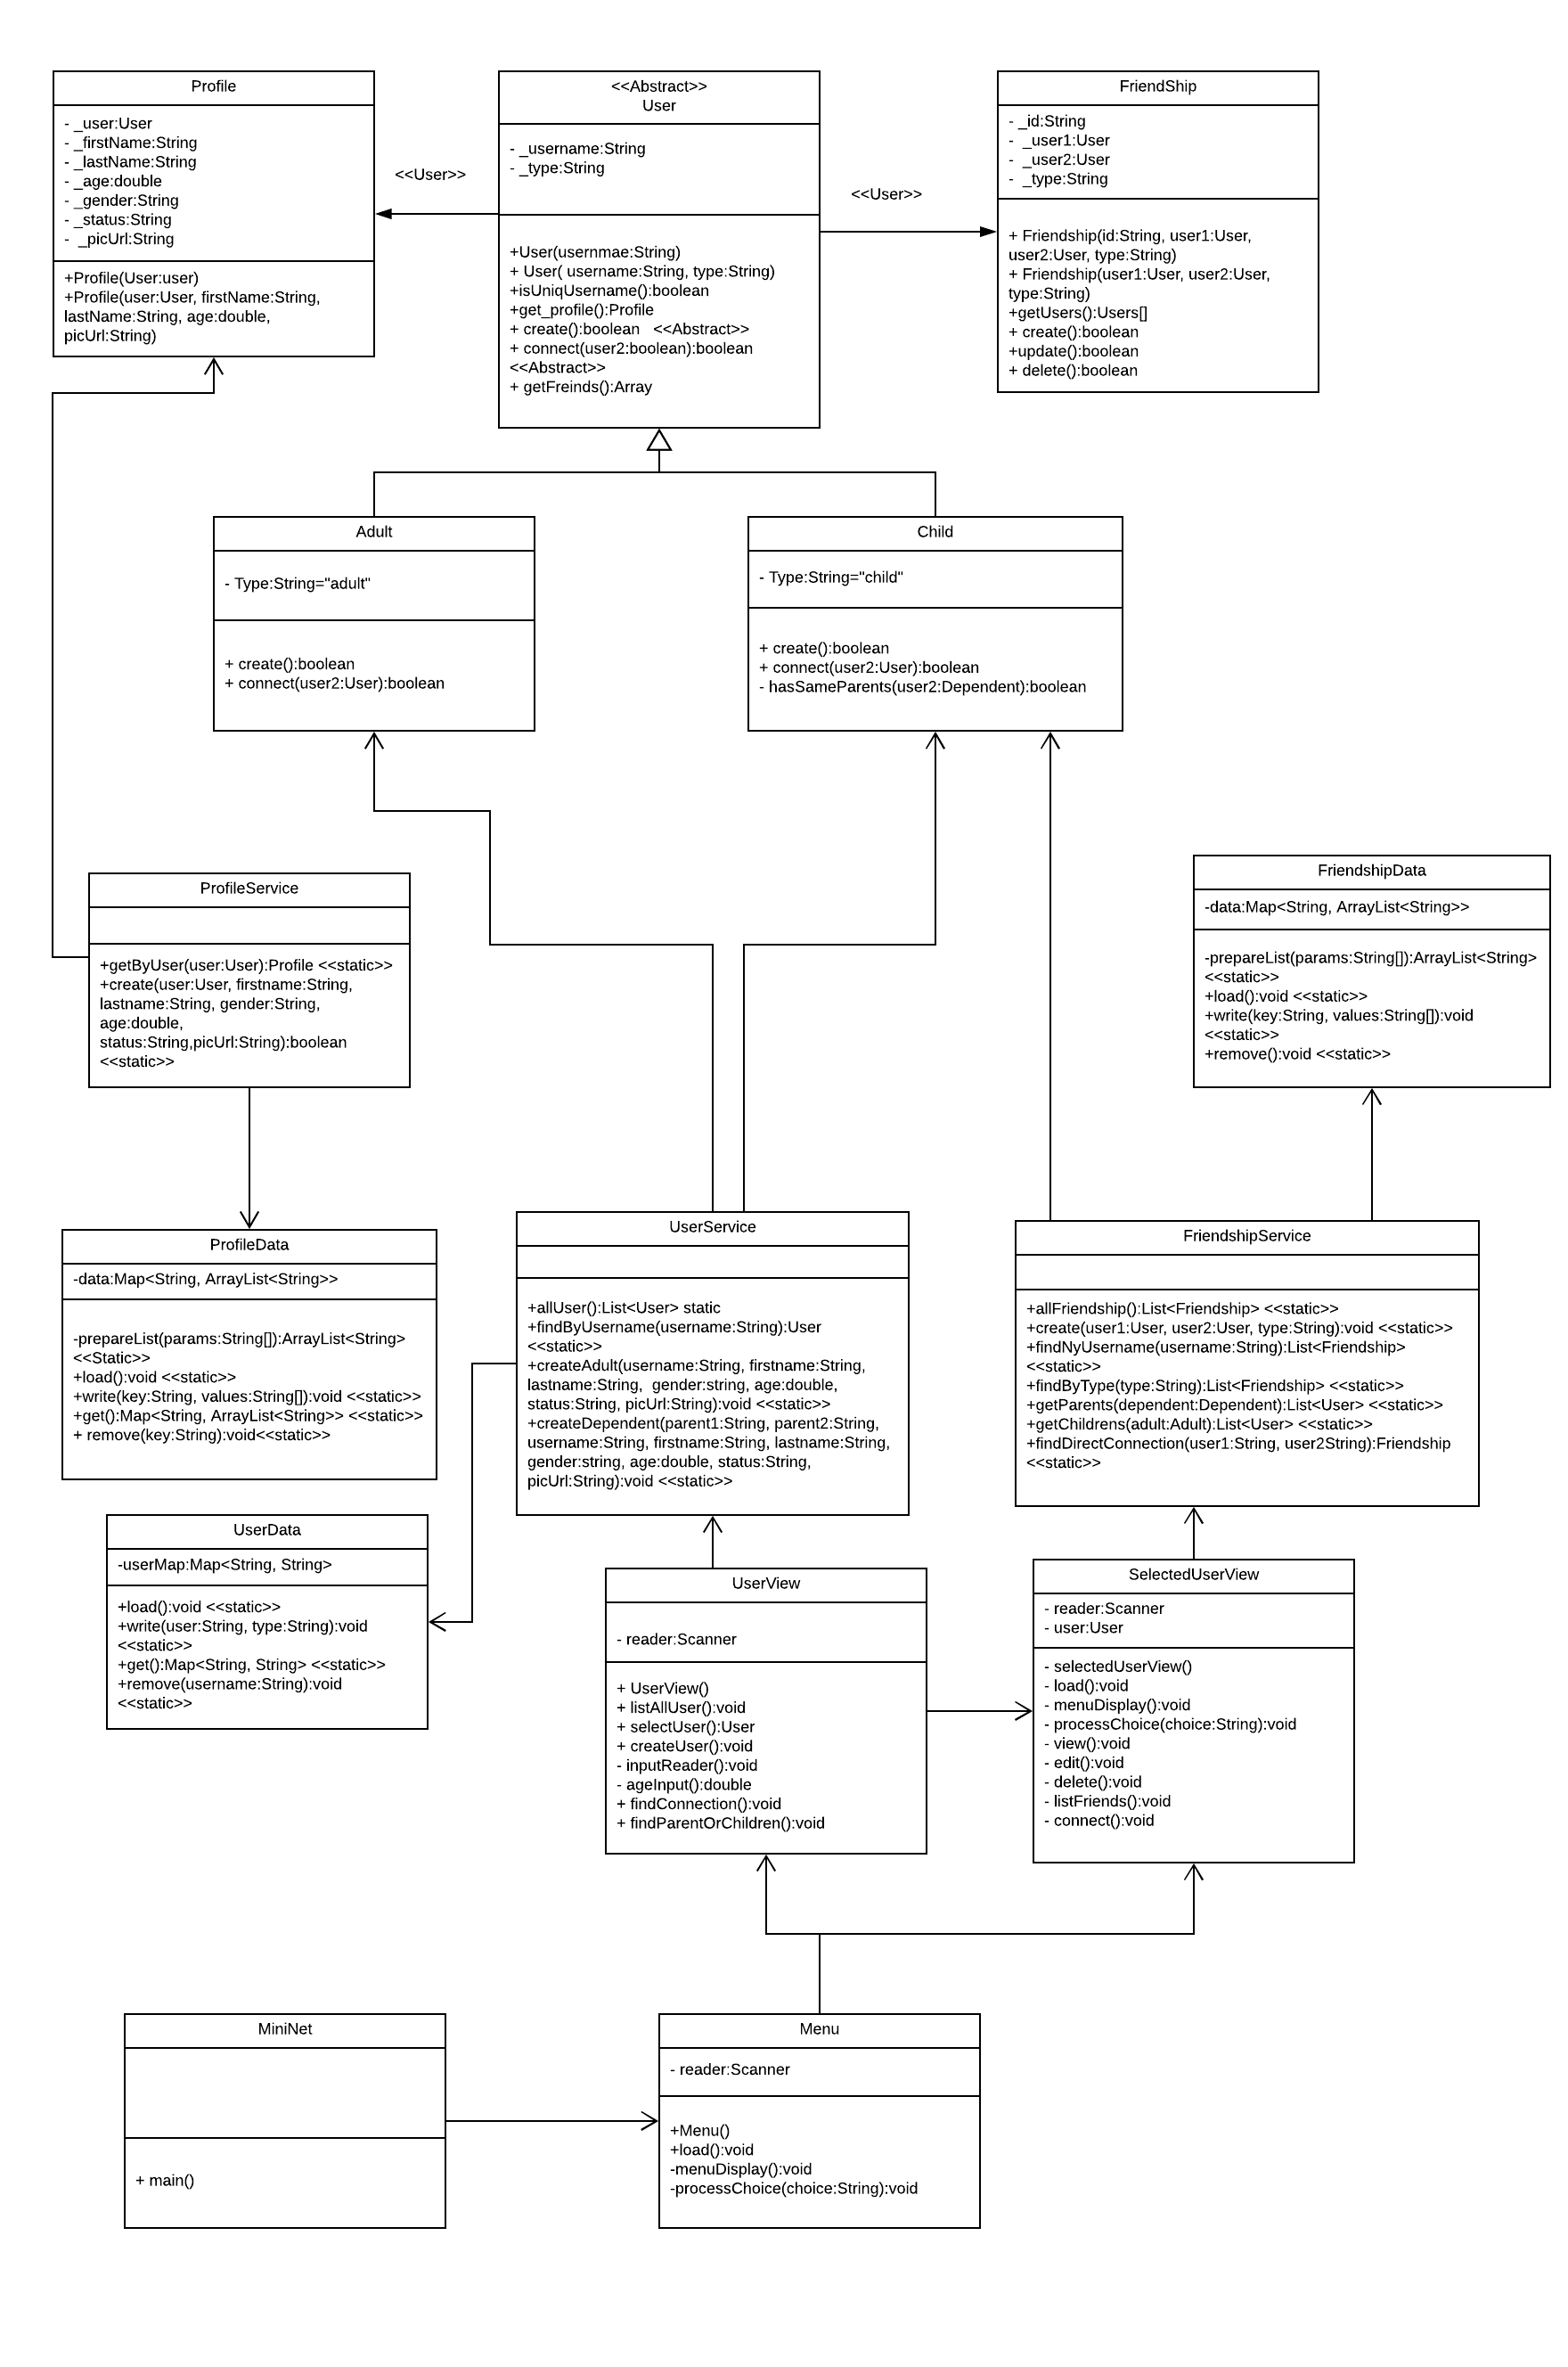 Profile
- _user:User
- _firstName:String
- _lastName:String
- _age:double
- _gender:String
- _status:String
-  _picUrl:String
+Profile(User:user)
+Profile(user:User, firstName:String,
lastName:String, age:double,
picUrl:String)
<<User>>
<<Abstract>>
User
- _username:String
- _type:String
+User(usernmae:String)
+ User( username:String, type:String)
+isUniqUsername():boolean
+get_profile():Profile
+ create():boolean   <<Abstract>>
+ connect(user2:boolean):boolean
<<Abstract>>
+ getFreinds():Array
<<User>>
FriendShip
- _id:String
-  _user1:User
-  _user2:User
-  _type:String
+ Friendship(id:String, user1:User,
user2:User, type:String)
+ Friendship(user1:User, user2:User,
type:String)
+getUsers():Users[]
+ create():boolean
+update():boolean
+ delete():boolean
Adult
- Type:String="adult"
+ create():boolean
+ connect(user2:User):boolean
Child
- Type:String="child"
+ create():boolean
+ connect(user2:User):boolean
- hasSameParents(user2:Dependent):boolean
ProfileService
+getByUser(user:User):Profile <<static>>
+create(user:User, firstname:String,
lastname:String, gender:String,
age:double,
status:String,picUrl:String):boolean
<<static>>
FriendshipData
-data:Map<String, ArrayList<String>>
-prepareList(params:String[]):ArrayList<String>
<<static>>
+load():void <<static>>
+write(key:String, values:String[]):void
<<static>>
+remove():void <<static>>
ProfileData
-data:Map<String, ArrayList<String>>
-prepareList(params:String[]):ArrayList<String>
<<Static>>
+load():void <<static>>
+write(key:String, values:String[]):void <<static>>
+get():Map<String, ArrayList<String>> <<static>>
+ remove(key:String):void<<static>>
UserService
+allUser():List<User> static
+findByUsername(username:String):User
<<static>>
+createAdult(username:String, firstname:String,
lastname:String,  gender:string, age:double,
status:String, picUrl:String):void <<static>>
+createDependent(parent1:String, parent2:String,
username:String, firstname:String, lastname:String,
gender:string, age:double, status:String,
picUrl:String):void <<static>>
FriendshipService
+allFriendship():List<Friendship> <<static>>
+create(user1:User, user2:User, type:String):void <<static>>
+findNyUsername(username:String):List<Friendship>
<<static>>
+findByType(type:String):List<Friendship> <<static>>
+getParents(dependent:Dependent):List<User> <<static>>
+getChildrens(adult:Adult):List<User> <<static>>
+findDirectConnection(user1:String, user2String):Friendship
<<static>>
UserData
-userMap:Map<String, String>
+load():void <<static>>
+write(user:String, type:String):void
<<static>>
+get():Map<String, String> <<static>>
+remove(username:String):void
<<static>>
UserView
- reader:Scanner
+ UserView()
+ listAllUser():void
+ selectUser():User
+ createUser():void
- inputReader():void
- ageInput():double
+ findConnection():void
+ findParentOrChildren():void
SelectedUserView
- reader:Scanner
- user:User
- selectedUserView()
- load():void
- menuDisplay():void
- processChoice(choice:String):void
- view():void
- edit():void
- delete():void
- listFriends():void
- connect():void
MiniNet
+ main()
Menu
- reader:Scanner
+Menu()
+load():void
-menuDisplay():void
-processChoice(choice:String):void